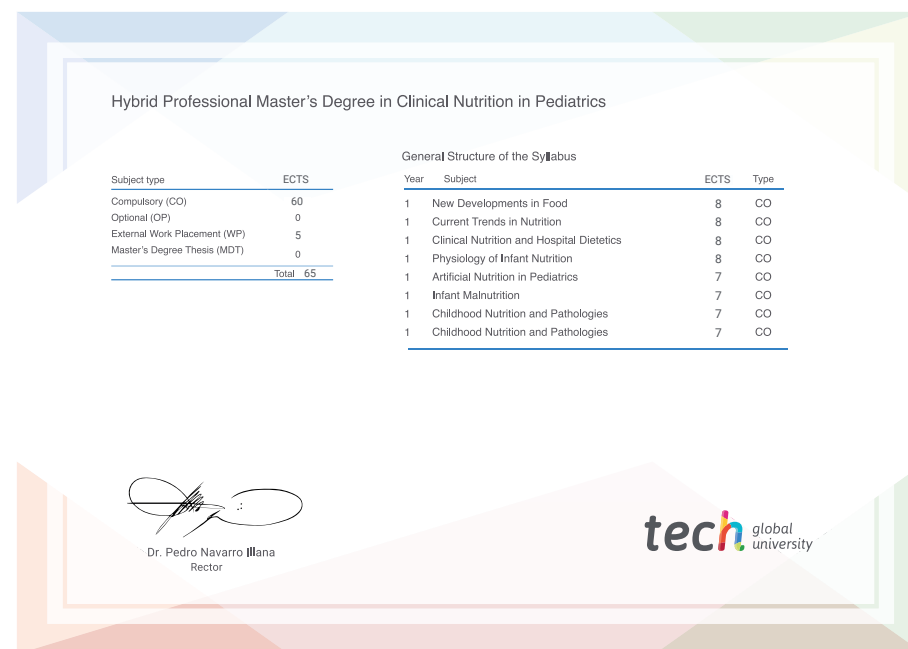 Hybrid Professional Master's Degree in Clinical Nutrition in Pediatrics
Subject type ECTS
Compulsory (CO) 60
Optional (OP) 0
External Work Placement (WP) 5
Master's Degree Thesis (MDT) 0
Total 65
General Structure of the Syllabus
Year Subject ECTS Type
1 New Developments in Food 8 CO
1 Current Trends in Nutrition 8 CO
1 Clinical Nutrition and Hospital Dietetics 8 CO
1 Physiology of Infant Nutrition 8 CO
1 Artificial Nutrition in Pediatrics 7 CO
1 Infant Malnutrition 7 CO
1 Childhood Nutrition and Pathologies 7 CO
1 Childhood Nutrition and Pathologies 7 CO
Dr. Pedro Navarro Illana
Rector
tech global
university